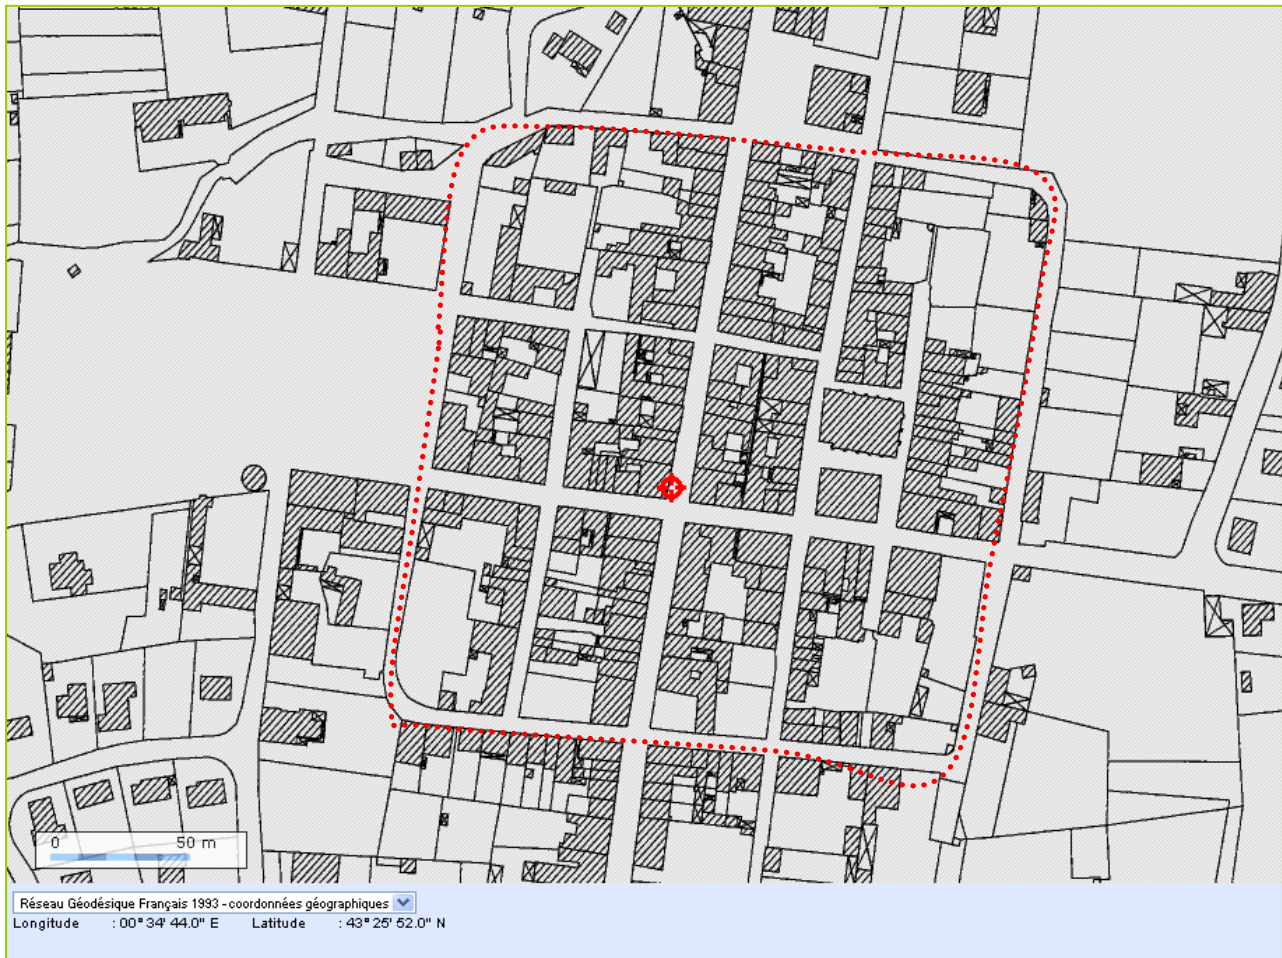 0 50 m
Réseau Géodésique Français 1993 - coordonnées géographiques
Longitude : 00° 34' 44.0" E Latitude : 43° 25' 52.0" N